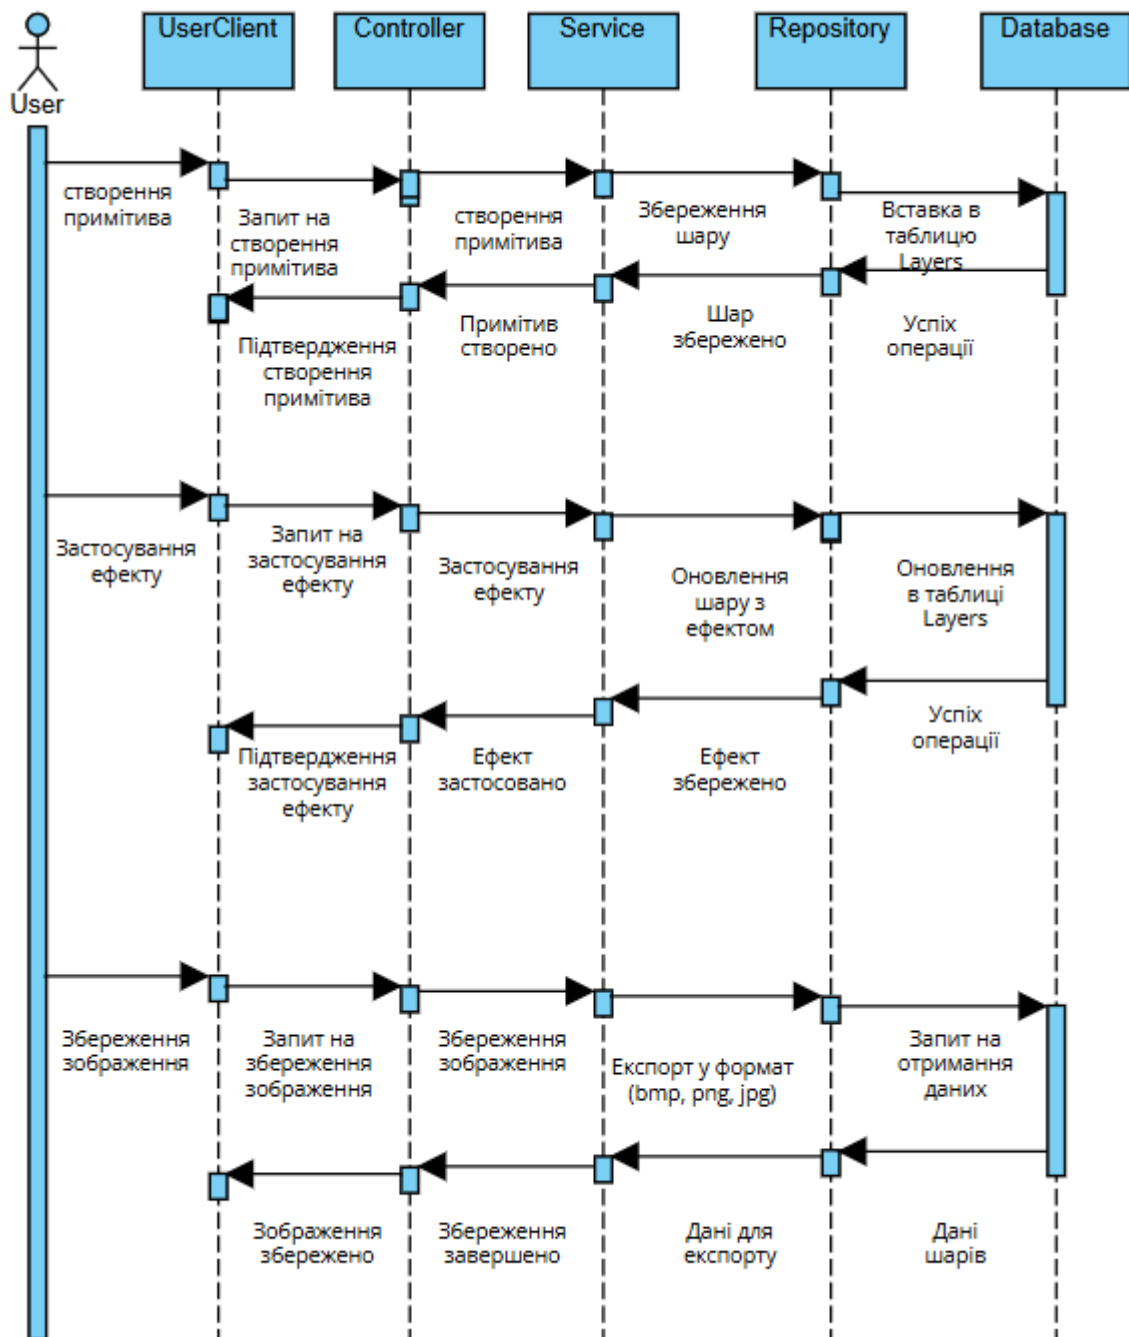 User
UserClient
Controller
Service
Repository
Database
створення
примітива
Запит на
створення
примітива
створення
примітива
Збереження
шару
Вставка в
таблицю
Layers
Підтвердження
створення
примітива
Примітив
створено
Шар
збережено
Успіх
операції
Застосування
ефекту
Запит на
застосування
ефекту
Застосування
ефекту
Оновлення
шару з
ефектом
Оновлення
в таблиці
Layers
Підтвердження
застосування
ефекту
Ефект
застосовано
Ефект
збережено
Успіх
операції
Збереження
зображення
Запит на
збереження
зображення
Збереження
зображення
Експорт у формат
(bmp, png, jpg)
Запит на
отримання
даних
Зображення
збережено
Збереження
завершено
Дані для
експорту
Дані
шарів